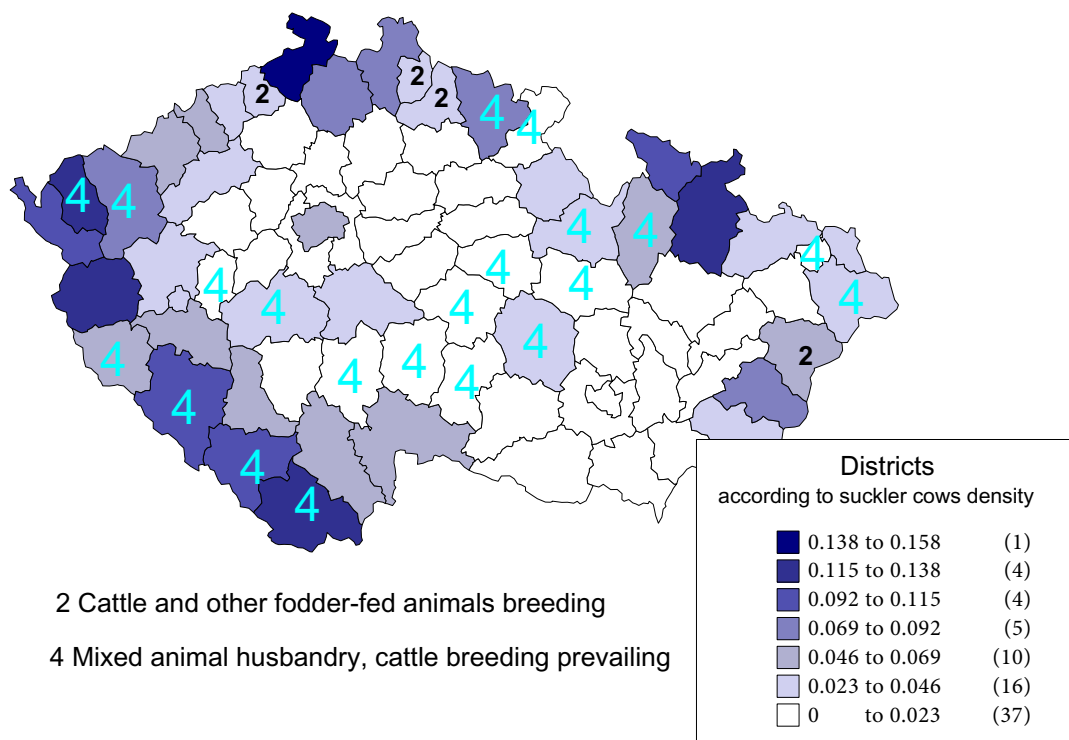 2
2
2
4
4
4
4
4
4
4
4
4
4
4
4
4
4
2
4
4
4
4
4
4
4
2 Cattle and other fodder-fed animals breeding
4 Mixed animal husbandry, cattle breeding prevailing
Districts
according to suckler cows density
0.138 to 0.158 (1)
0.115 to 0.138 (4)
0.092 to 0.115 (4)
0.069 to 0.092 (5)
0.046 to 0.069 (10)
0.023 to 0.046 (16)
0 to 0.023 (37)